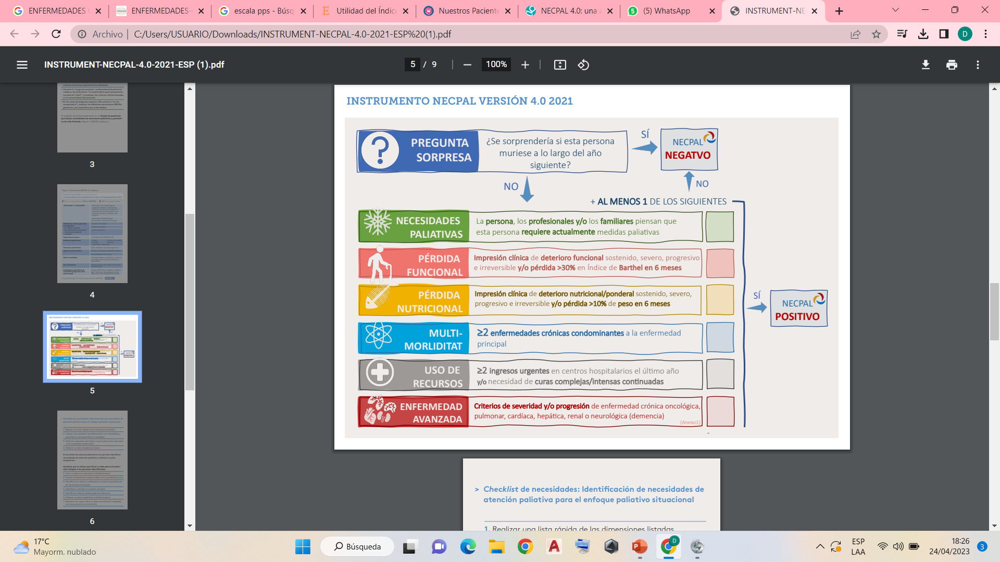 ENFERMEDADES
ENFERMEDADES-
escala pps - Búsq
Utilidad del Índice
Nuestros Paciente
NECPAL 4.0: una a
(5) WhatsApp
INSTRUMENT-NE
Archivo
C:/Users/USUARIO/Downloads/INSTRUMENT-NECPAL-4.0-2021-ESP%20(1).pdf
D
INSTRUMENT-NECPAL-4.0-2021-ESP (1).pdf
5 / 9
100%
3
4
5
6
INSTRUMENTO NECPAL VERSIÓN 4.0 2021
PREGUNTA
SORPRESA
¿Se sorprendería si esta persona
muriese a lo largo del año
siguiente?
SÍ
NECPAL
NEGATVO
NO
NO
+ AL MENOS 1 DE LOS SIGUIENTES
NECESIDADES
PALIATIVAS
La persona, los profesionales y/o los familiares piensan que
esta persona requiere actualmente medidas paliativas
PÉRDIDA
FUNCIONAL
Impresión clínica de deterioro funcional sostenido, severo, progresivo
e irreversible y/o pérdida >30% en Índice de Barthel en 6 meses
PÉRDIDA
NUTRICIONAL
Impresión clínica de deterioro nutricional/ponderal sostenido, severo,
progresivo e irreversible y/o pérdida >10% de peso en 6 meses
MULTI-
MORLIDITAT
≥2 enfermedades crónicas condominantes a la enfermedad
principal
USO DE
RECURSOS
≥2 ingresos urgentes en centros hospitalarios el último año
y/o necesidad de curas complejas/intensas continuadas
ENFERMEDAD
AVANZADA
Criterios de severidad y/o progresión de enfermedad crónica oncológica,
pulmonar, cardíaca, hepática, renal o neurológica (demencia)
(Anexo1)
SÍ
NECPAL
POSITIVO
> Checklist de necesidades: Identificación de necesidades de
atención paliativa para el enfoque paliativo situacional
1. Realizar una lista rápida de las dimensiones listadas
17°C
Mayorm. nublado
Búsqueda
D
ESP
LAA
18:26
24/04/2023
3